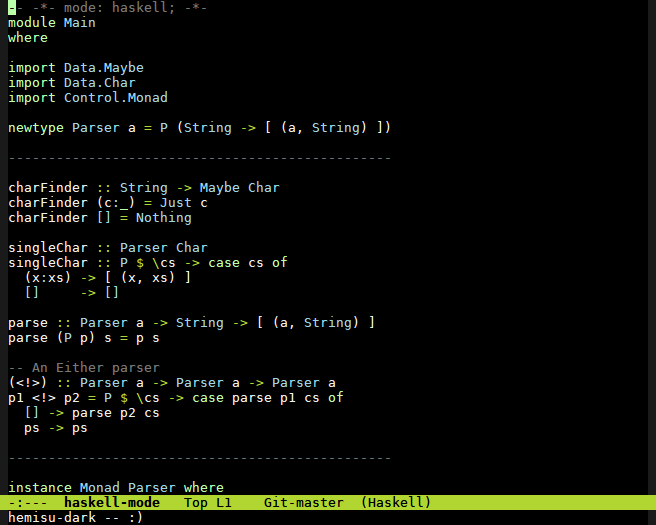 -- -*- mode: haskell; -*-
module Main
where
import Data.Maybe
import Data.Char
import Control.Monad
newtype Parser a = P (String -> [ (a, String) ])
------------------------------------------------
charFinder :: String -> Maybe Char
charFinder (c:_) = Just c
charFinder [] = Nothing
singleChar :: Parser Char
singleChar :: P $ \cs -> case cs of
  (x:xs) -> [ (x, xs) ]
  []     -> []
parse :: Parser a -> String -> [ (a, String) ]
parse (P p) s = p s
-- An Either parser
(<!>) :: Parser a -> Parser a -> Parser a
p1 <!> p2 = P $ \cs -> case parse p1 cs of
  [] -> parse p2 cs
  ps -> ps
------------------------------------------------
instance Monad Parser where
-:---  haskell-mode   Top L1    Git-master  (Haskell)
hemisu-dark -- :)